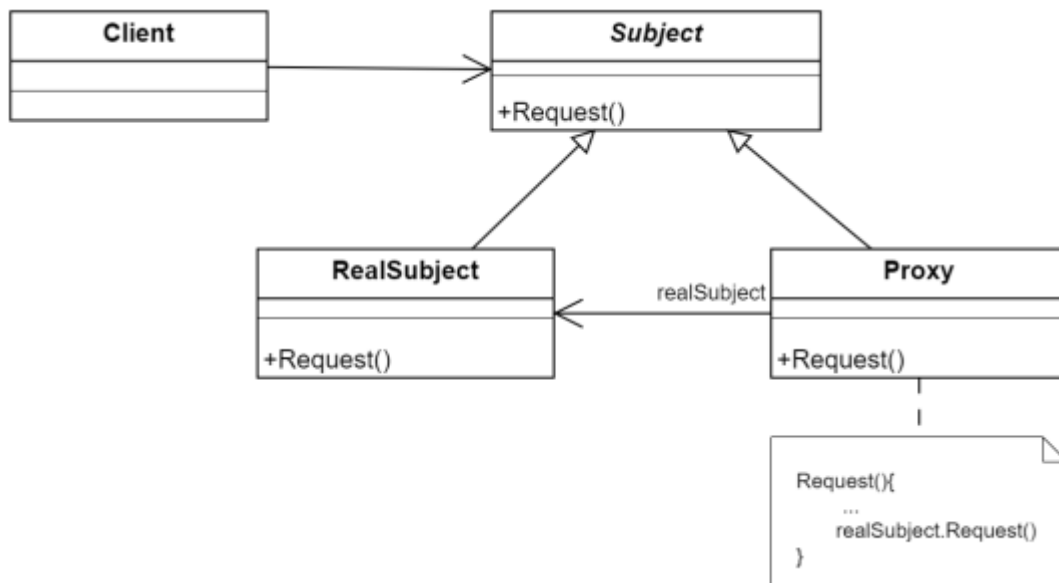 Client
Subject
+Request()
RealSubject
realSubject
Proxy
+Request()
+Request()
Request(){
...
realSubject.Request()
}